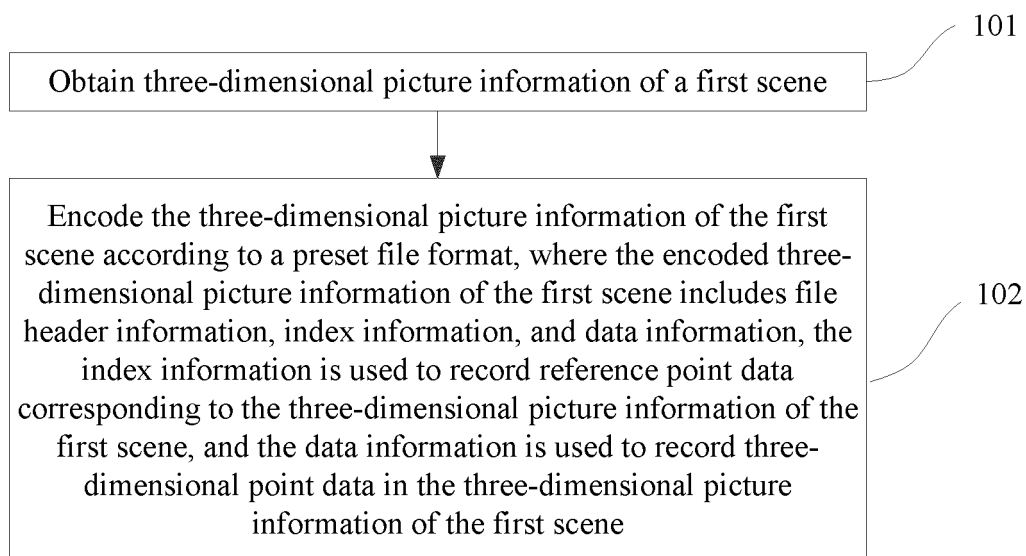 101
Obtain three-dimensional picture information of a first scene
Encode the three-dimensional picture information of the first
scene according to a preset file format, where the encoded three-
dimensional picture information of the first scene includes file
header information, index information, and data information, the
index information is used to record reference point data
corresponding to the three-dimensional picture information of the
first scene, and the data information is used to record three-
dimensional point data in the three-dimensional picture
information of the first scene
102